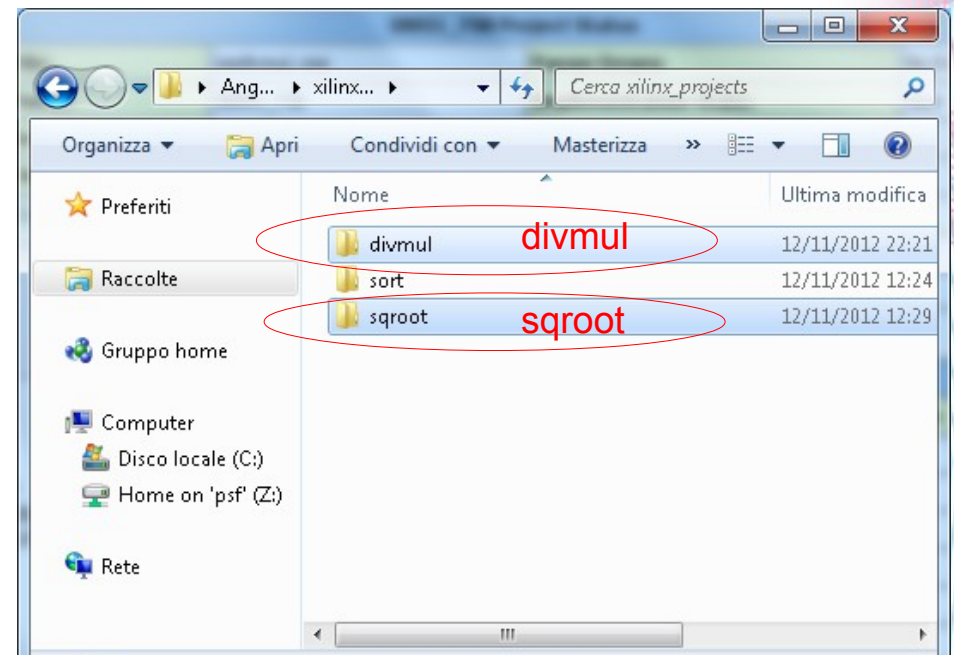 Ang... xilinx... Cerca xilinx_projects
Organizza Apri Condividi con Masterizza »
Preferiti
Raccolte
Gruppo home
Computer
Disco locale (C:)
Home on 'psf' (Z:)
Rete
Nome Ultima modifica
divmul divmul 12/11/2012 22:21
sort 12/11/2012 12:24
sqroot sqroot 12/11/2012 12:29